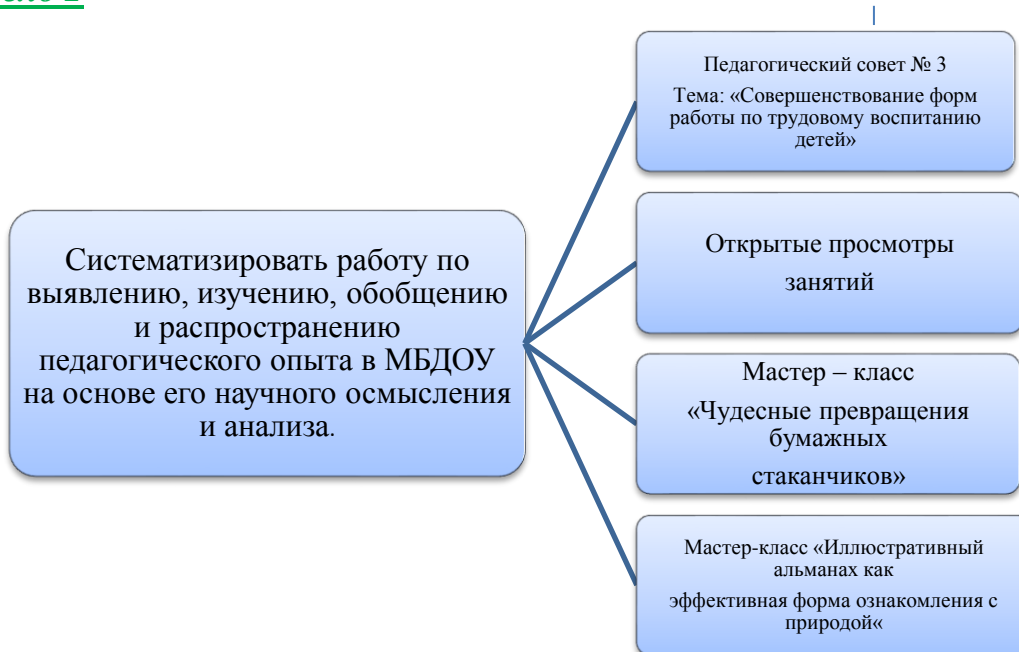 Систематизировать работу по
выявлению, изучению, обобщению
и распространению
педагогического опыта в МБДОУ
на основе его научного осмысления
и анализа.
Педагогический совет № 3
Тема: «Совершенствование форм
работы по трудовому воспитанию
детей»
Открытые просмотры
занятий
Мастер – класс
«Чудесные превращения
бумажных
стаканчиков»
Мастер-класс «Иллюстративный
альманах как
эффективная форма ознакомления с
природой«